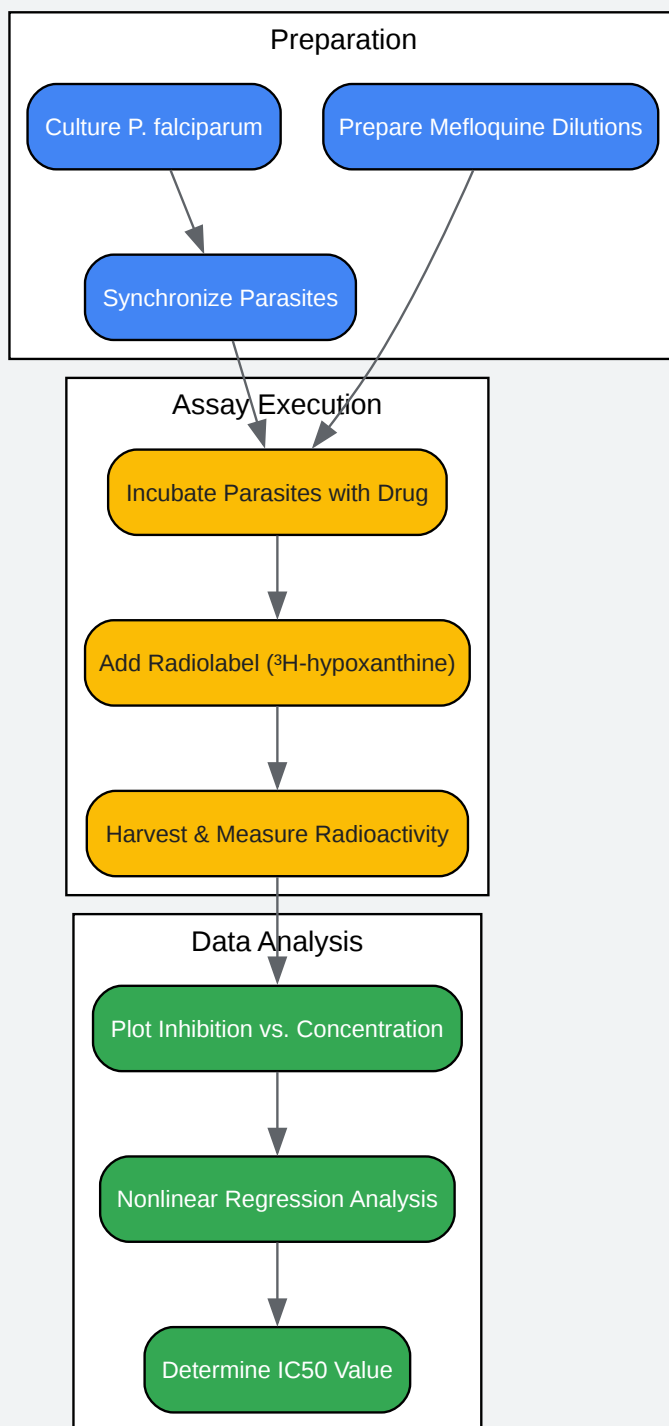 Preparation
Culture P. falciparum
Prepare Mefloquine Dilutions
Synchronize Parasites
Assay Execution
Incubate Parasites with Drug
Add Radiolabel (³H-hypoxanthine)
Harvest & Measure Radioactivity
Data Analysis
Plot Inhibition vs. Concentration
Nonlinear Regression Analysis
Determine IC50 Value